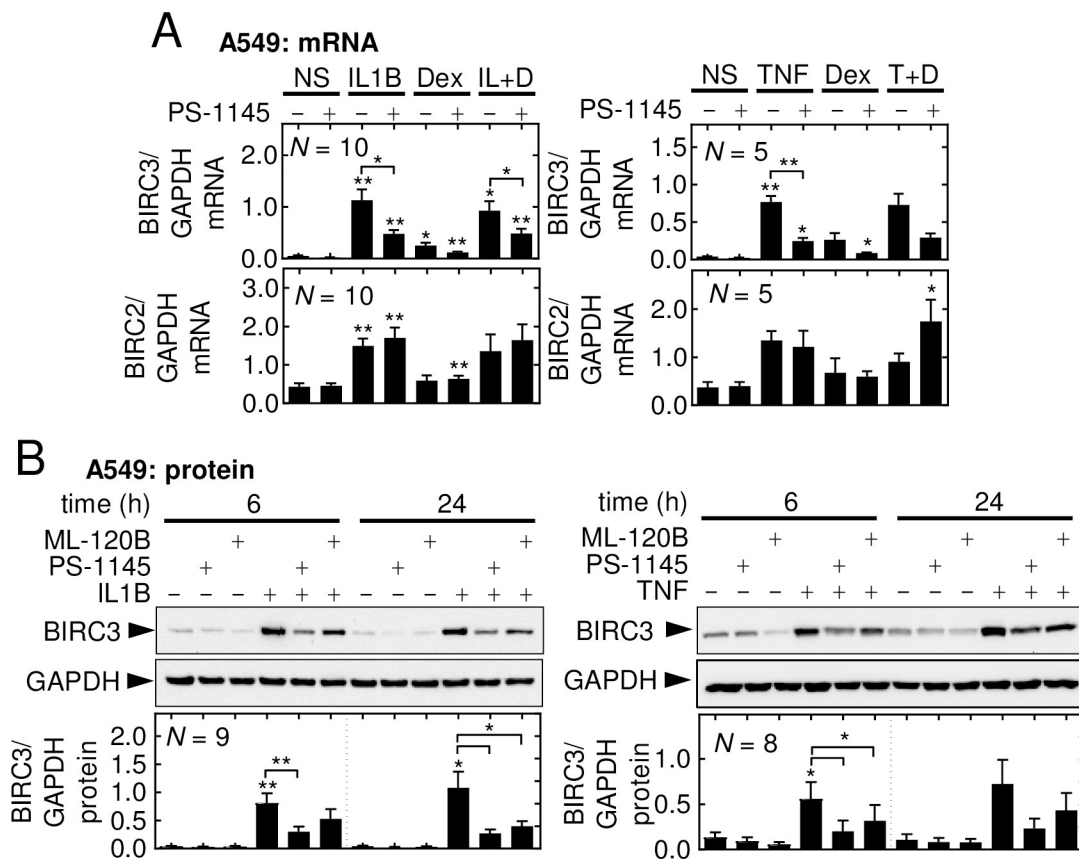 A
A549: mRNA
NS IL1B Dex IL+D
PS-1145 − + − + − + − +
BIRC3/
GAPDH
mRNA
2.0
1.0
0.0
N = 10
** * ** * ** * * **
BIRC2/
GAPDH
mRNA
3.0
2.0
1.0
0.0
N = 10
** ** **
NS TNF Dex T+D
− + − + − + − +
BIRC3/
GAPDH
mRNA
1.5
1.0
0.5
0.0
N = 5
** ** * *
BIRC2/
GAPDH
mRNA
2.0
1.0
0.0
N = 5
*
B
A549: protein
time (h) 6 24
ML-120B + + + +
PS-1145 + + + +
IL1B − − − + + + − − − + + +
BIRC3
GAPDH
BIRC3/
GAPDH
protein
2.0
1.5
1.0
0.5
0.0
N = 9
** ** * * *
time (h) 6 24
ML-120B + + + +
PS-1145 + + + +
TNF − − − + + + − − − + + +
BIRC3
GAPDH
BIRC3/
GAPDH
protein
1.0
0.5
0.0
N = 8
* *